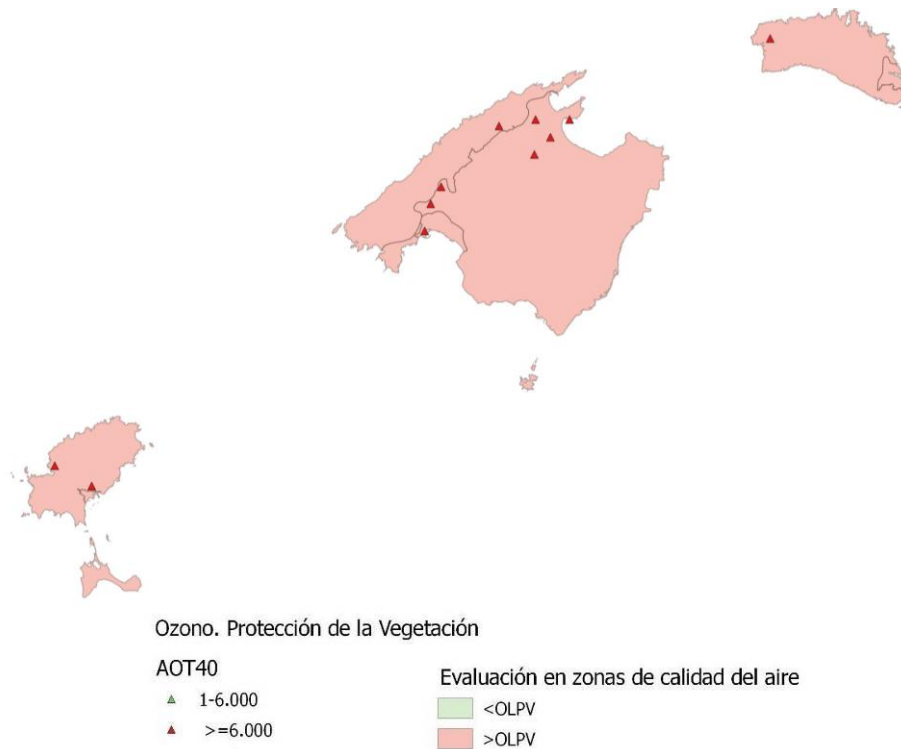 Ozono. Protección de la Vegetación
AOT40
1-6.000
>=6.000
Evaluación en zonas de calidad del aire
<OLPV
>OLPV